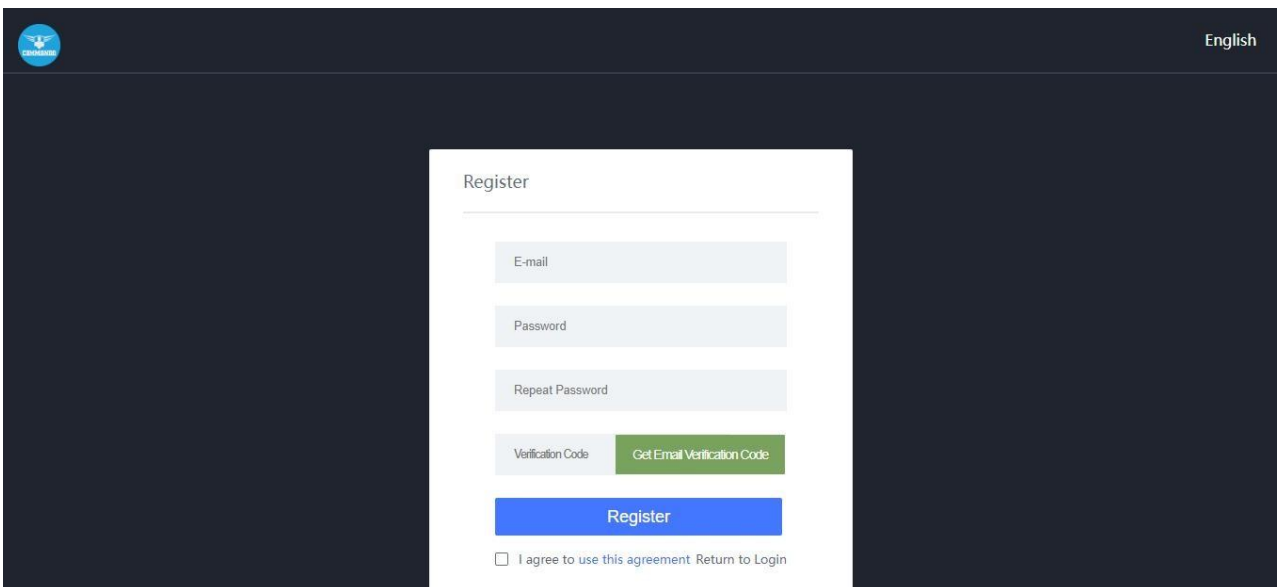 COMMANDO
English
Register
E-mail
Password
Repeat Password
Verification Code Get Email Verification Code
Register
I agree to use this agreement Return to Login